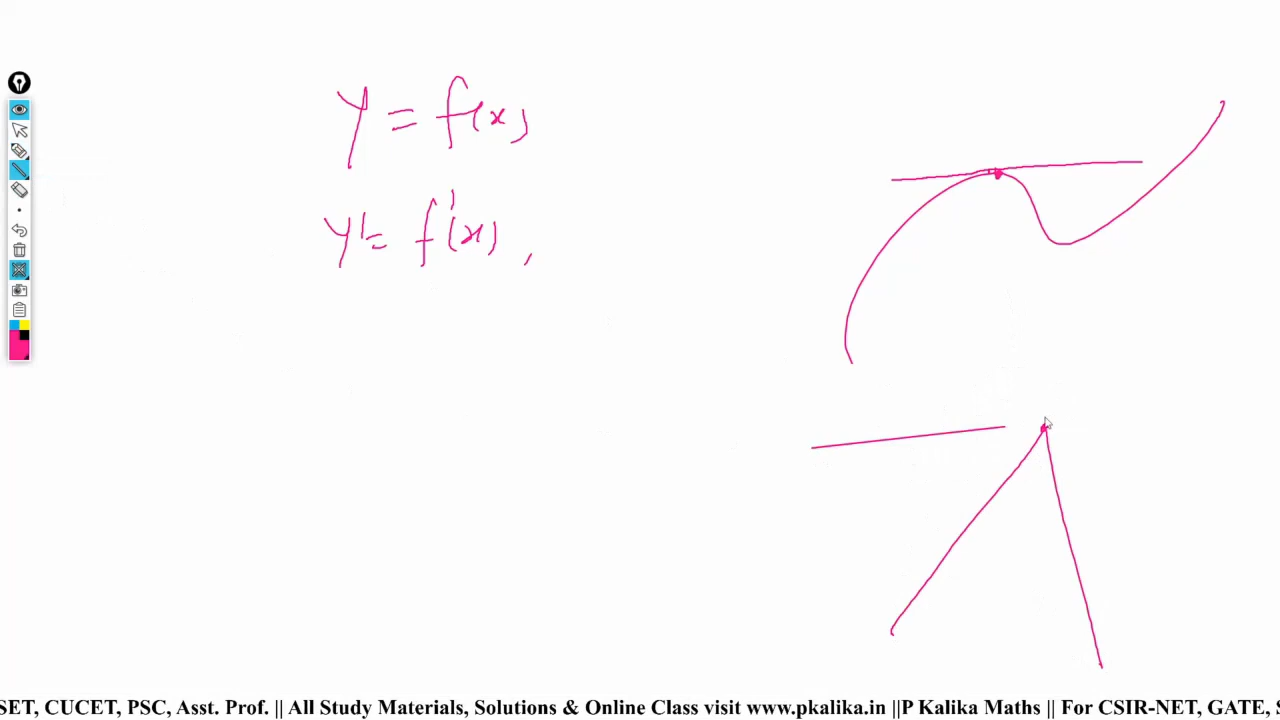 y = f(x)
y' = f'(x) ,
SET, CUCET, PSC, Asst. Prof. || All Study Materials, Solutions & Online Class visit www.pkalika.in ||P Kalika Maths || For CSIR-NET, GATE, S